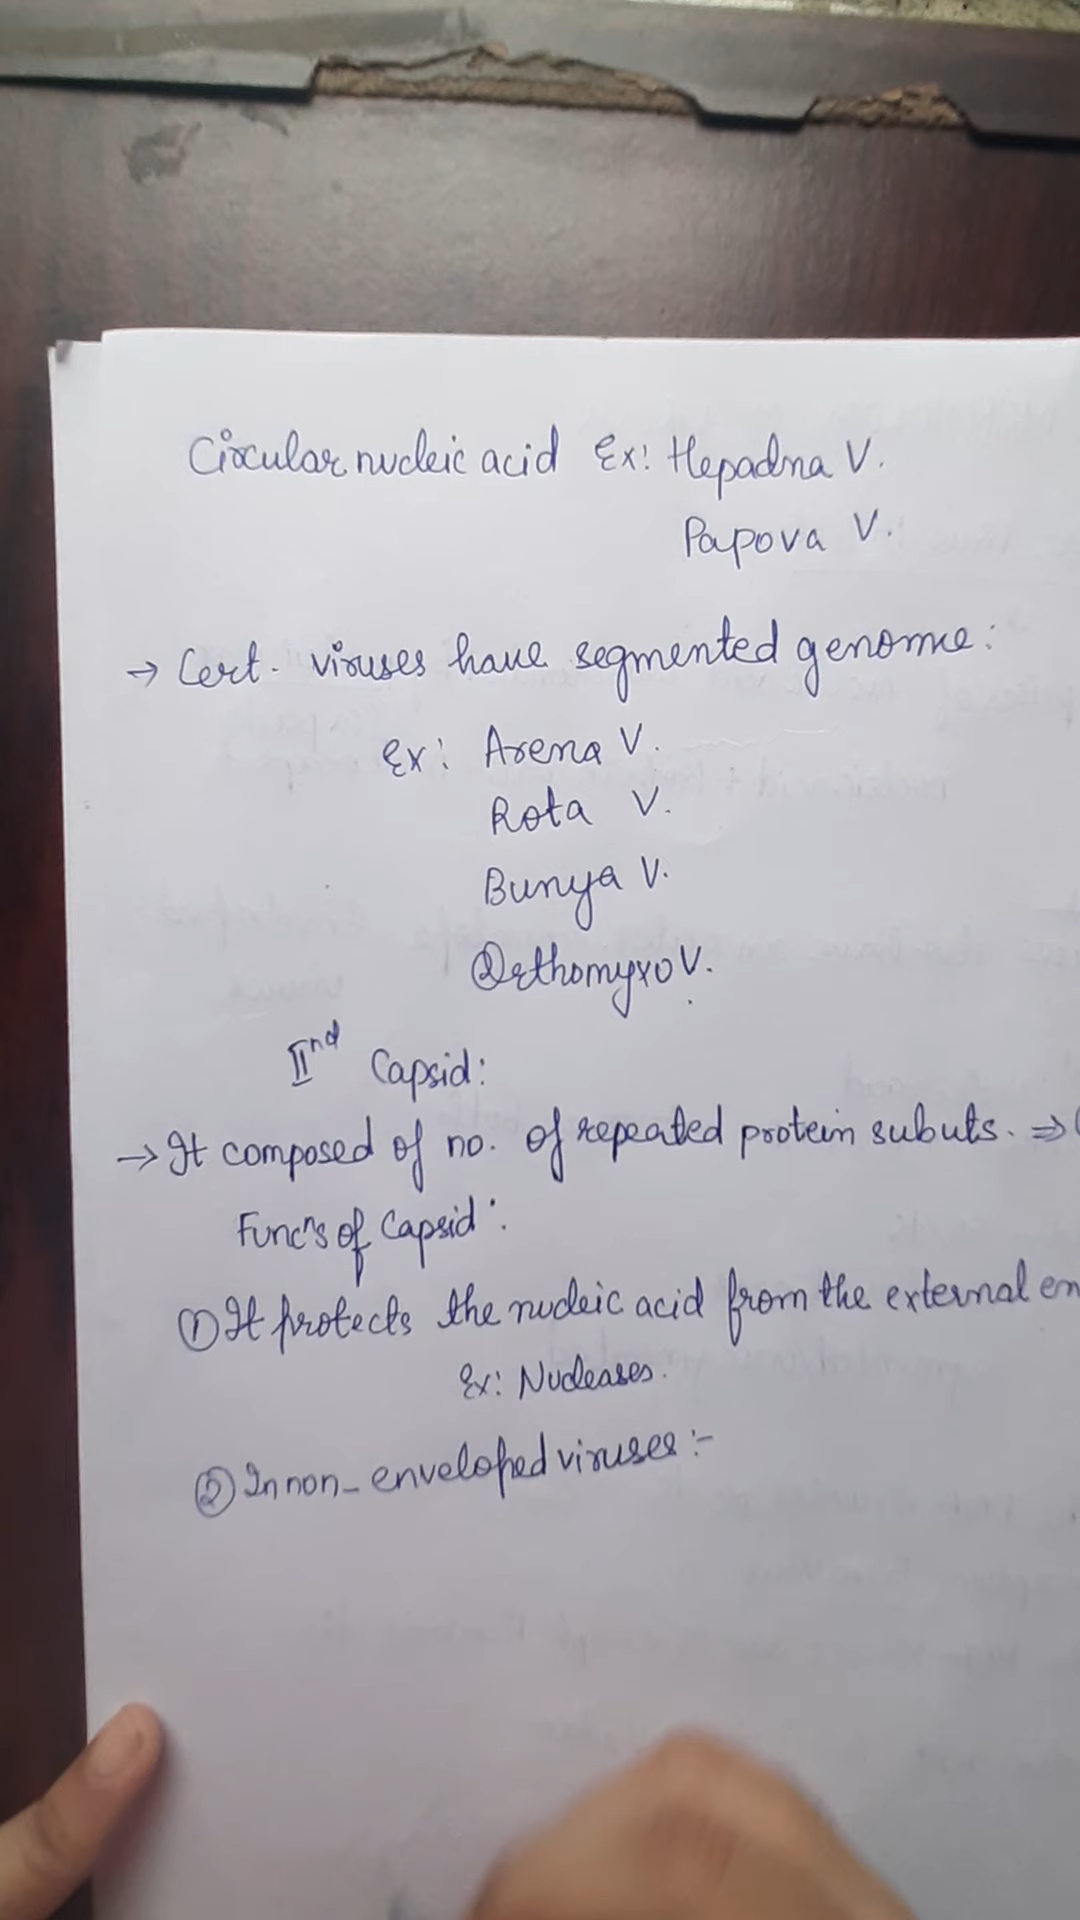 Circular nucleic acid Ex: Hepadna V.
Papova V.
→ Cert. viruses have segmented genome:
Ex: Arena V.
Rota V.
Bunya V.
Orthomyxo V.
IInd Capsid:
→ It composed of no. of repeated protein subuts. ⇒
Func's of Capsid:
① It protects the nucleic acid from the external en
Ex: Nucleases.
② In non-enveloped viruses :-